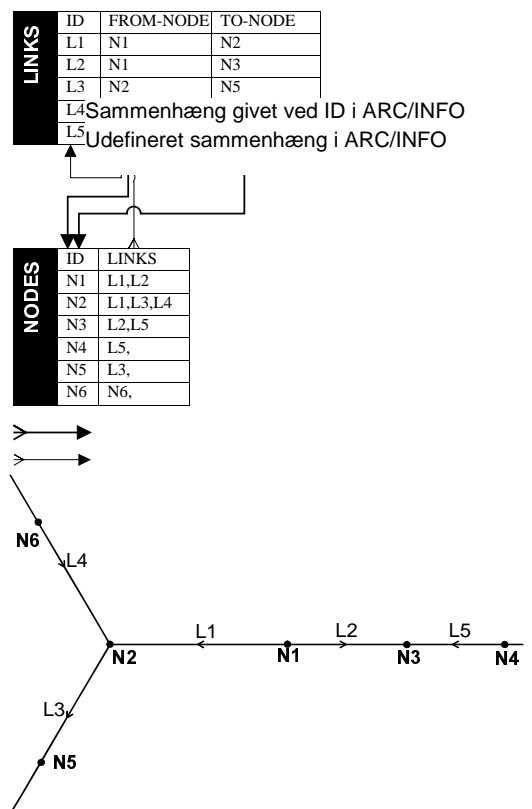 LINKS
ID FROM-NODE TO-NODE
L1 N1 N2
L2 N1 N3
L3 N2 N5
L4 Sammenhæng givet ved ID i ARC/INFO
L5 Udefineret sammenhæng i ARC/INFO
NODES
ID LINKS
N1 L1,L2
N2 L1,L3,L4
N3 L2,L5
N4 L5,
N5 L3,
N6 N6,
N6
L4
L1 L2 L5
N2 N1 N3 N4
L3
N5